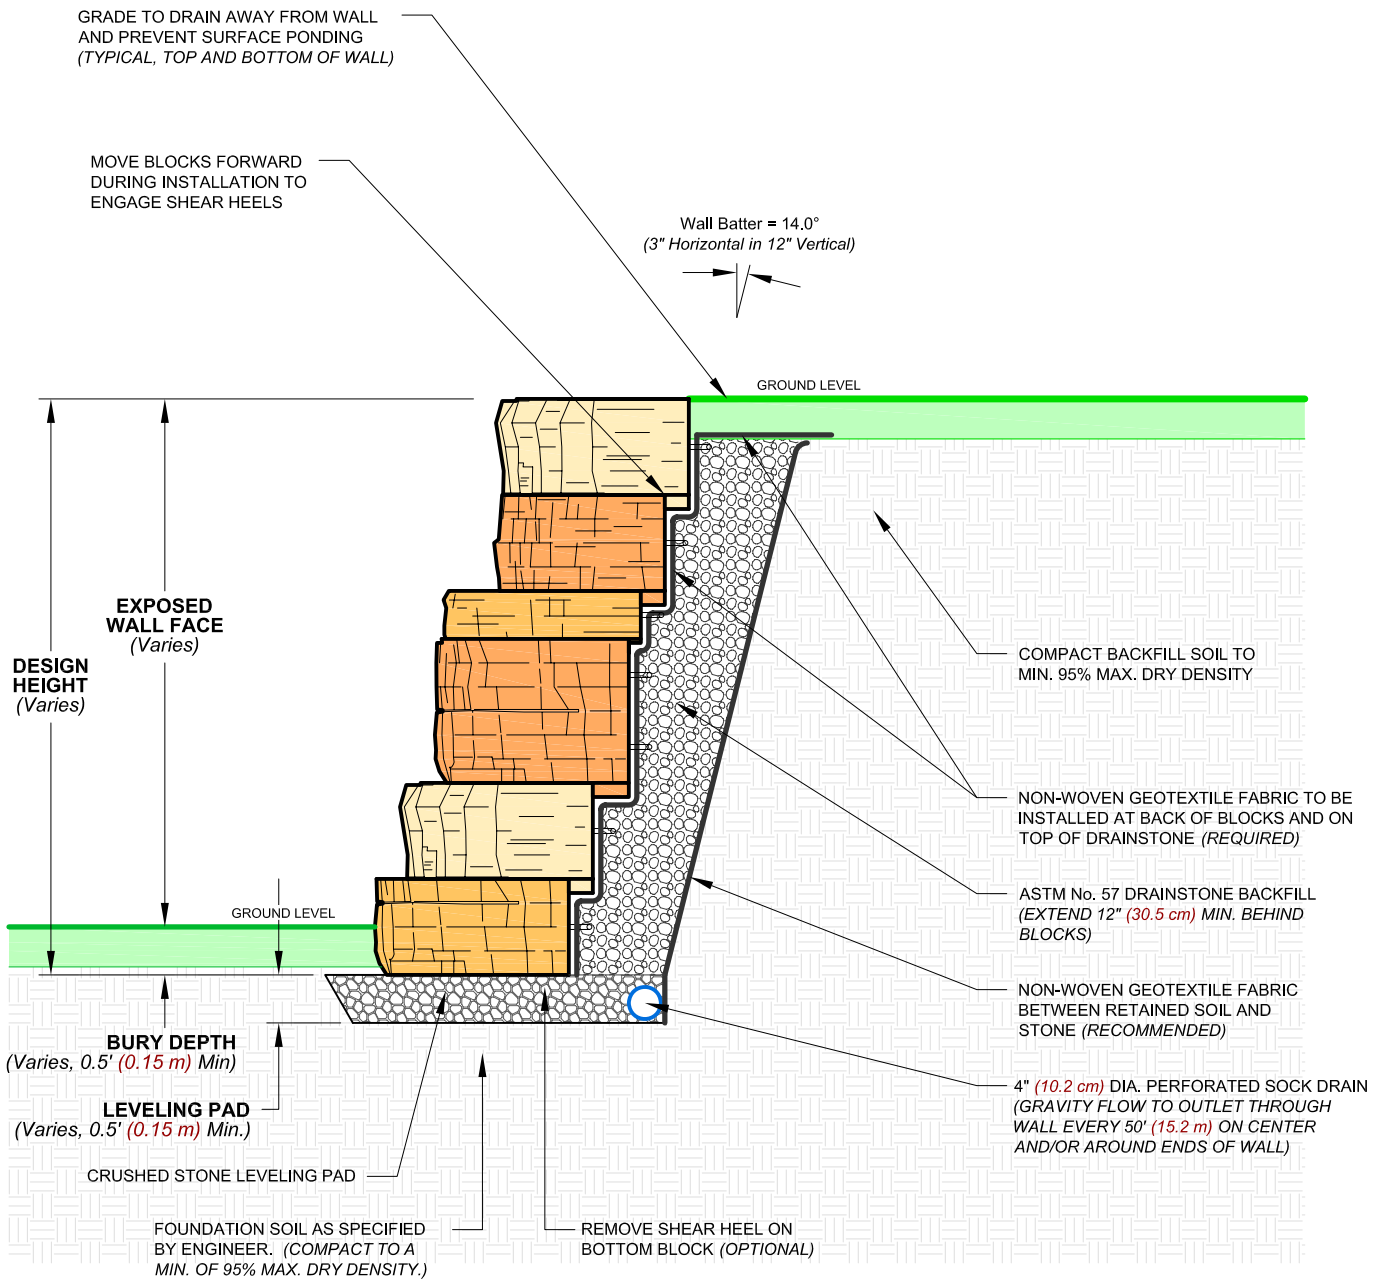 GRADE TO DRAIN AWAY FROM WALL
AND PREVENT SURFACE PONDING
(TYPICAL, TOP AND BOTTOM OF WALL)
MOVE BLOCKS FORWARD
DURING INSTALLATION TO
ENGAGE SHEAR HEELS
Wall Batter = 14.0°
(3" Horizontal in 12" Vertical)
GROUND LEVEL
EXPOSED
WALL FACE
(Varies)
DESIGN
HEIGHT
(Varies)
COMPACT BACKFILL SOIL TO
MIN. 95% MAX. DRY DENSITY
NON-WOVEN GEOTEXTILE FABRIC TO BE
INSTALLED AT BACK OF BLOCKS AND ON
TOP OF DRAINSTONE (REQUIRED)
ASTM No. 57 DRAINSTONE BACKFILL
(EXTEND 12" (30.5 cm) MIN. BEHIND
BLOCKS)
GROUND LEVEL
NON-WOVEN GEOTEXTILE FABRIC
BETWEEN RETAINED SOIL AND
STONE (RECOMMENDED)
BURY DEPTH
(Varies, 0.5' (0.15 m) Min)
LEVELING PAD
(Varies, 0.5' (0.15 m) Min.)
4" (10.2 cm) DIA. PERFORATED SOCK DRAIN
(GRAVITY FLOW TO OUTLET THROUGH
WALL EVERY 50' (15.2 m) ON CENTER
AND/OR AROUND ENDS OF WALL)
CRUSHED STONE LEVELING PAD
FOUNDATION SOIL AS SPECIFIED
BY ENGINEER. (COMPACT TO A
MIN. OF 95% MAX. DRY DENSITY.)
REMOVE SHEAR HEEL ON
BOTTOM BLOCK (OPTIONAL)